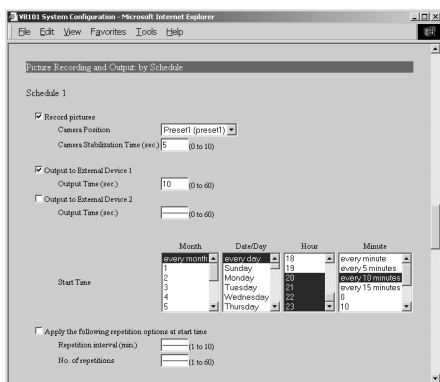 VB101 System Configuration - Microsoft Internet Explorer
File Edit View Favorites Tools Help
Picture Recording and Output: by Schedule
Schedule 1
Record pictures
Camera Position Preset1 (preset1)
Camera Stabilization Time (sec.) 5 (0 to 10)
Output to External Device 1
Output Time (sec.) 10 (0 to 60)
Output to External Device 2
Output Time (sec.) (0 to 60)
Month Date/Day Hour Minute
every month every day 18 every minute
1 Sunday 19 every 5 minutes
2 Monday 20 every 10 minutes
Start Time 3 Tuesday 21 every 15 minutes
4 Wednesday 22 0
5 Thursday 23 10
Apply the following repetition options at start time
Repetition interval (min.) (1 to 10)
No. of repetitions (1 to 60)